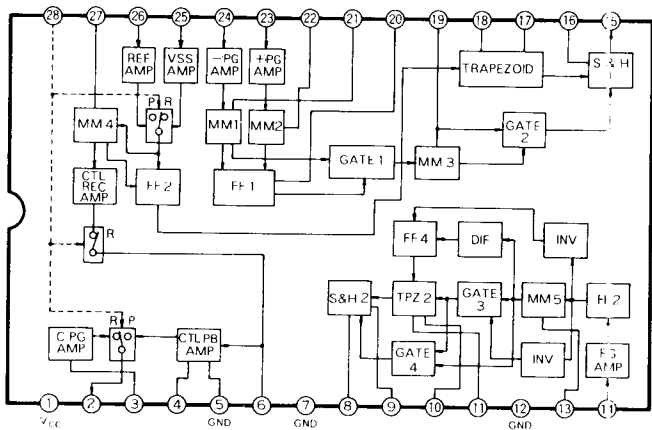 28 27 26 25 24 23 22 21 20 19 18 17 16 15
REF AMP
VSS AMP
-PG AMP
+PG AMP
TRAPEZOID
S & H
P R
MM 4
MM1
MM2
GATE 2
CTL REC AMP
FF 2
FF 1
GATE 1
MM 3
R
FF 4
DIF
INV
S&H 2
TPZ 2
GATE 3
MM 5
R P
C PG AMP
CTL PB AMP
GATE 4
INV
AMP
1 2 3 4 5 6 7 8 9 10 11 12 13 14
VCC
GND
GND
GND